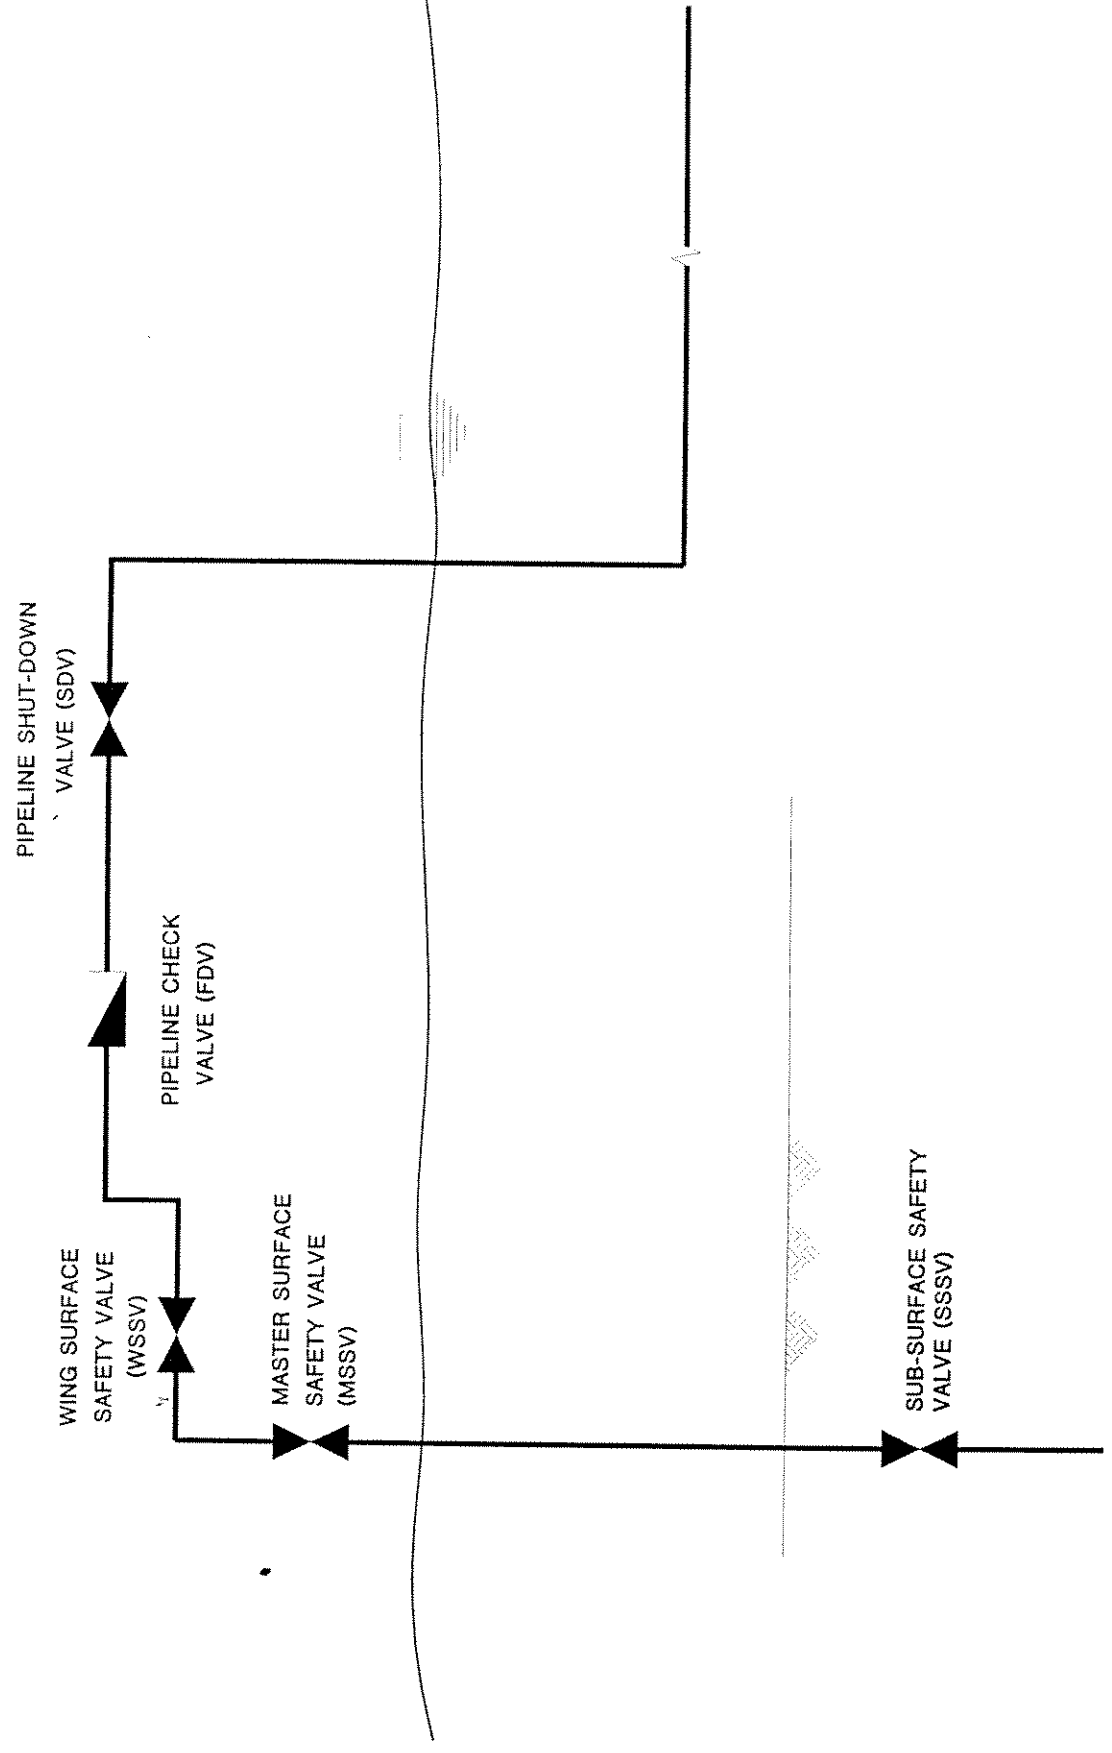 WING SURFACE
SAFETY VALVE
(WSSV)
MASTER SURFACE
SAFETY VALVE
(MSSV)
SUB-SURFACE SAFETY
VALVE (SSSV)
PIPELINE CHECK
VALVE (FDV)
PIPELINE SHUT-DOWN
VALVE (SDV)